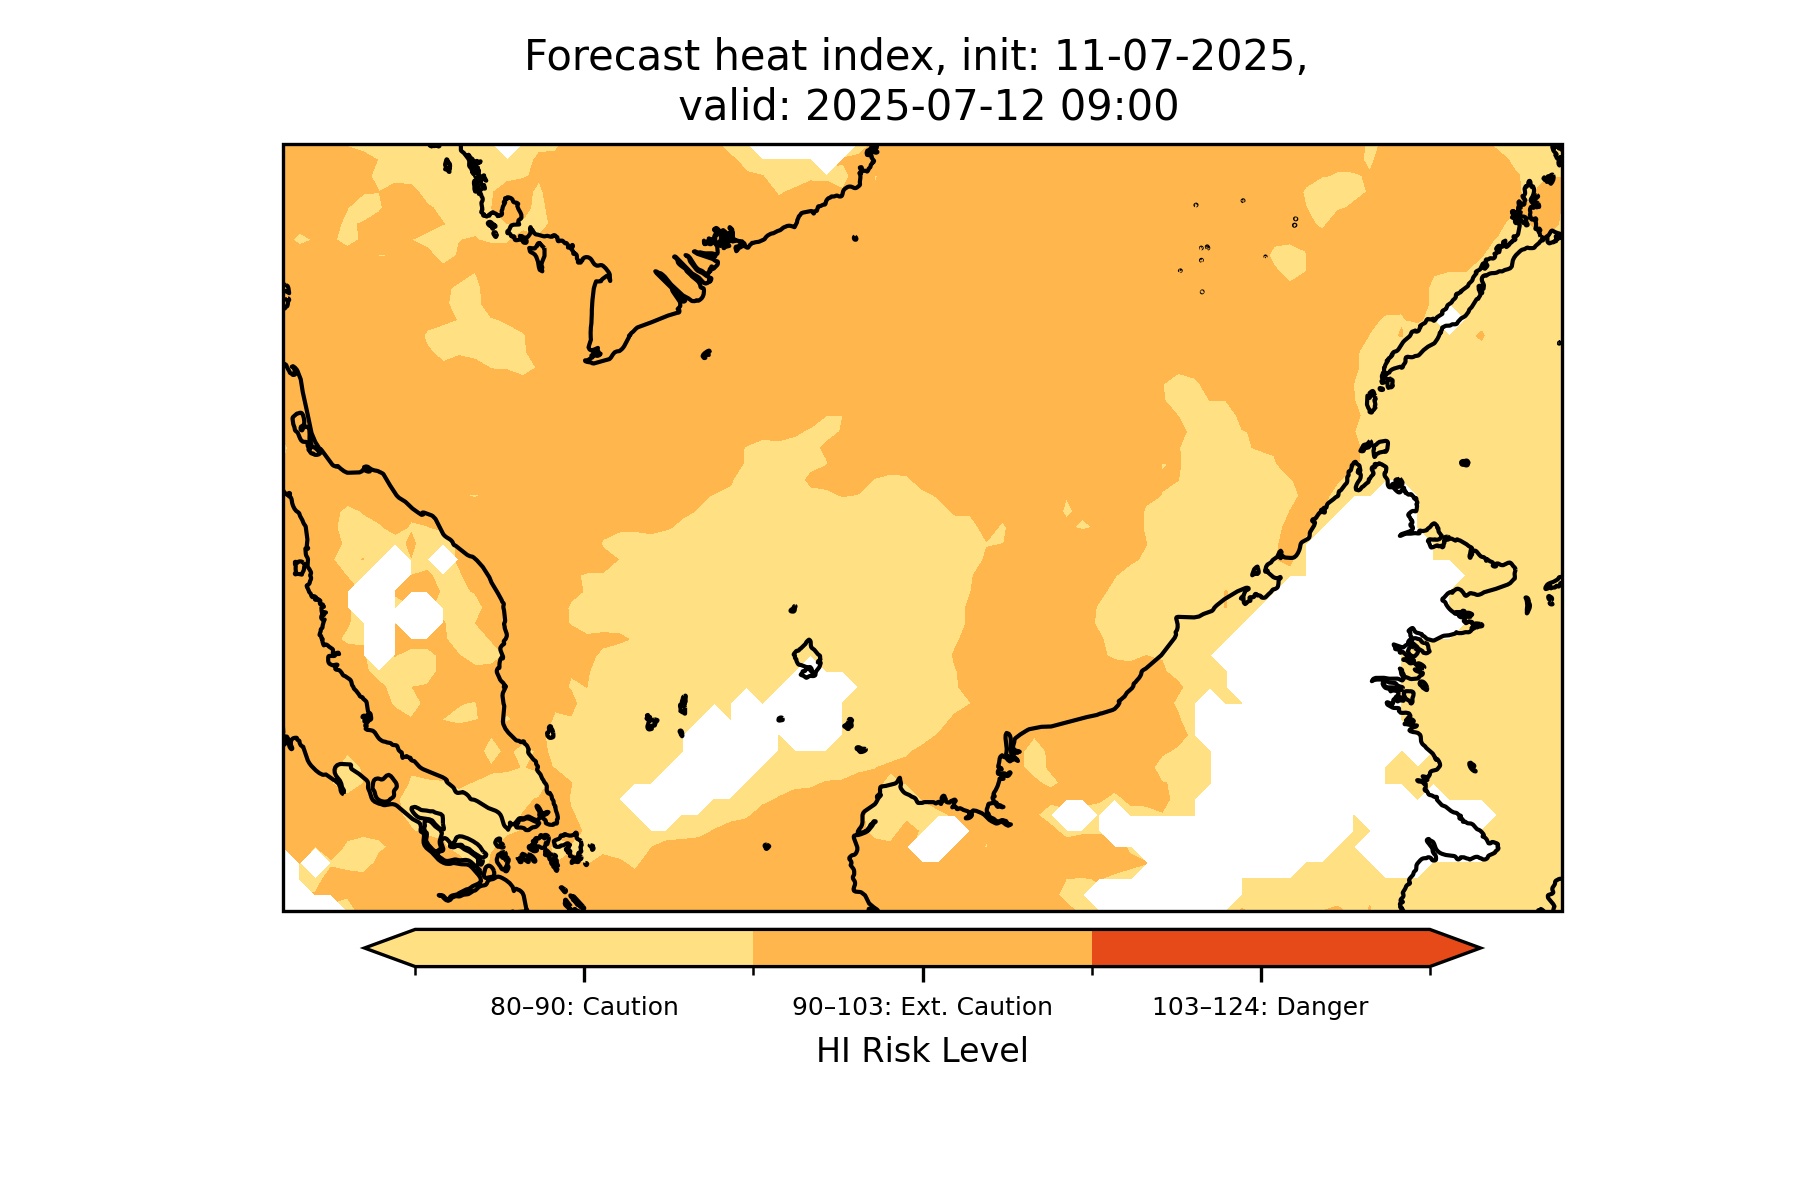 Forecast heat index, init: 11-07-2025,
valid: 2025-07-12 09:00
80–90: Caution
90–103: Ext. Caution
103–124: Danger
HI Risk Level